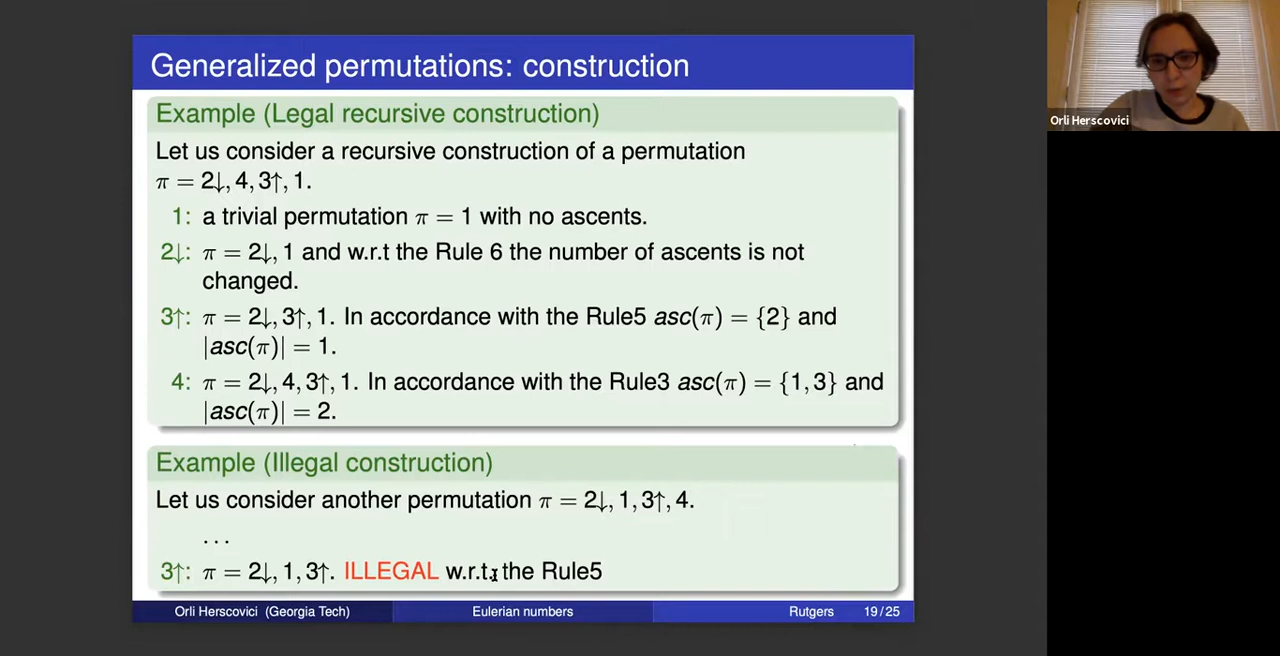 Generalized permutations: construction
Example (Legal recursive construction)
Let us consider a recursive construction of a permutation
π = 2↓, 4, 3↑, 1.
1: a trivial permutation π = 1 with no ascents.
2↓: π = 2↓, 1 and w.r.t the Rule 6 the number of ascents is not
changed.
3↑: π = 2↓, 3↑, 1. In accordance with the Rule5 asc(π) = {2} and
|asc(π)| = 1.
4: π = 2↓, 4, 3↑, 1. In accordance with the Rule3 asc(π) = {1, 3} and
|asc(π)| = 2.
Example (Illegal construction)
Let us consider another permutation π = 2↓, 1, 3↑, 4.
...
3↑: π = 2↓, 1, 3↑. ILLEGAL w.r.t. the Rule5
Orli Herscovici (Georgia Tech) Eulerian numbers Rutgers 19 / 25
Orli Herscovici